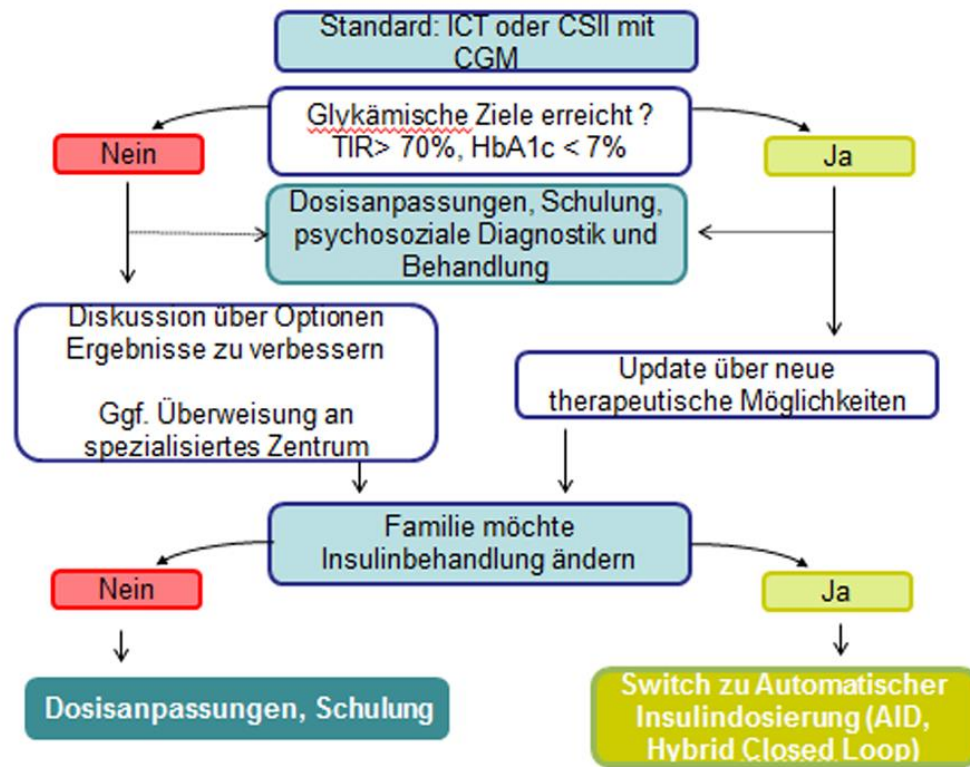 Standard: ICT oder CSII mit
CGM
Glykämische Ziele erreicht ?
TIR> 70%, HbA1c < 7%
Nein
Ja
Dosisanpassungen, Schulung,
psychosoziale Diagnostik und
Behandlung
Diskussion über Optionen
Ergebnisse zu verbessern
Ggf. Überweisung an
spezialisiertes Zentrum
Update über neue
therapeutische Möglichkeiten
Familie möchte
Insulinbehandlung ändern
Nein
Ja
Dosisanpassungen, Schulung
Switch zu Automatischer
Insulindosierung (AID,
Hybrid Closed Loop)